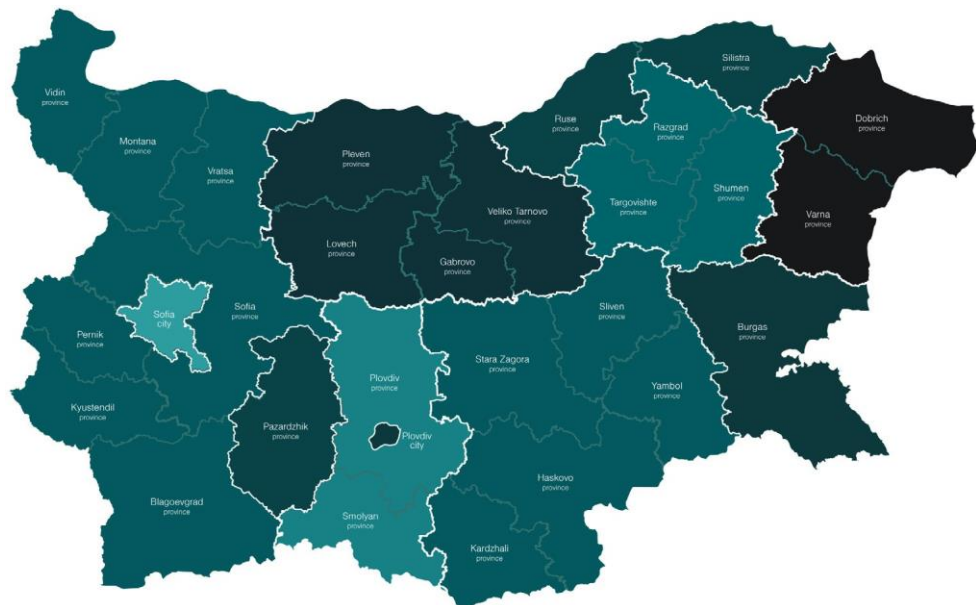 Vidin
province
Montana
province
Vratsa
province
Pleven
province
Lovech
province
Gabrovo
province
Veliko Tarnovo
province
Ruse
province
Silistra
province
Razgrad
province
Targovishte
province
Shumen
province
Dobrich
province
Varna
province
Sofia
city
Sofia
province
Pernik
province
Kyustendil
province
Blagoevgrad
province
Pazardzhik
province
Plovdiv
province
Plovdiv
city
Smolyan
province
Stara Zagora
province
Sliven
province
Yambol
province
Burgas
province
Haskovo
province
Kardzhali
province